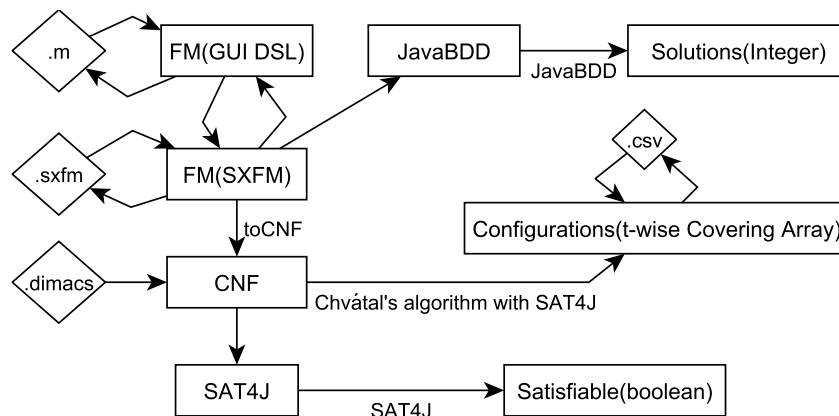 .m
FM(GUI DSL)
JavaBDD
JavaBDD
Solutions(Integer)
.csv
.sxfm
FM(SXFM)
toCNF
Configurations(t-wise Covering Array)
.dimacs
CNF
Chvátal's algorithm with SAT4J
SAT4J
SAT4J
Satisfiable(boolean)